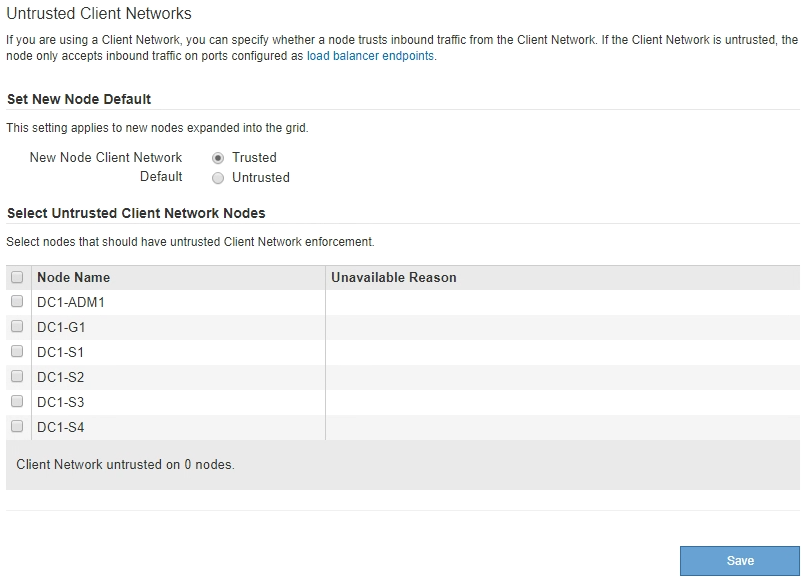 Untrusted Client Networks
If you are using a Client Network, you can specify whether a node trusts inbound traffic from the Client Network. If the Client Network is untrusted, the
node only accepts inbound traffic on ports configured as load balancer endpoints.
Set New Node Default
This setting applies to new nodes expanded into the grid.
New Node Client Network Trusted
Default Untrusted
Select Untrusted Client Network Nodes
Select nodes that should have untrusted Client Network enforcement.
Node Name Unavailable Reason
DC1-ADM1
DC1-G1
DC1-S1
DC1-S2
DC1-S3
DC1-S4
Client Network untrusted on 0 nodes.
Save